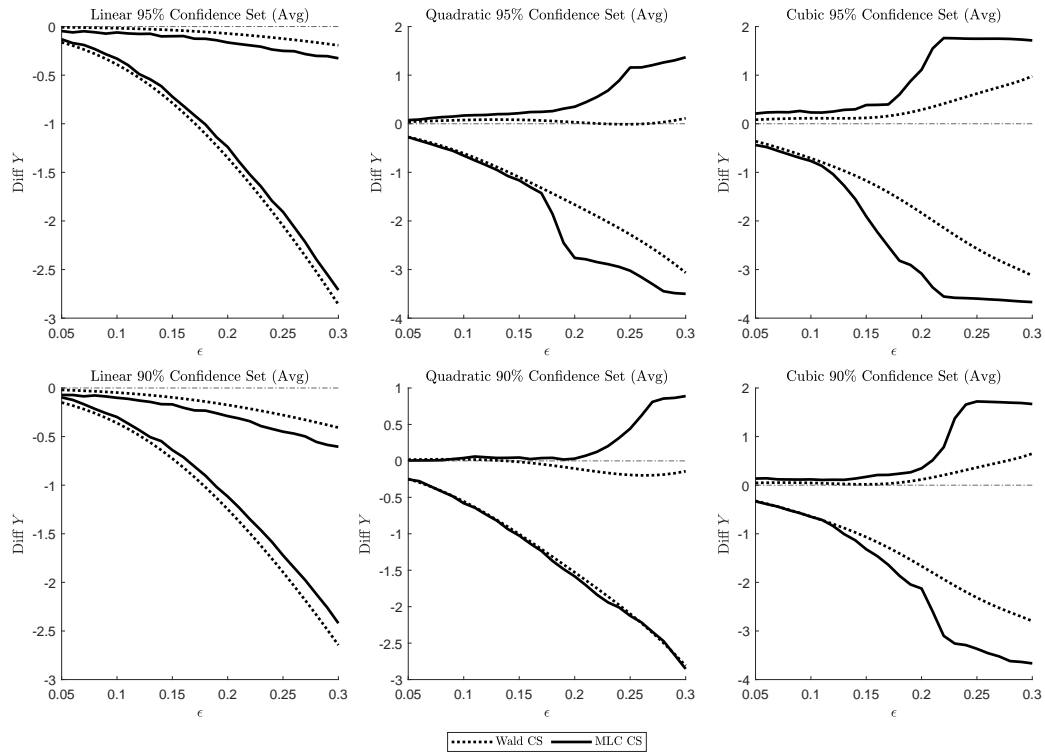 Linear 95% Confidence Set (Avg)
0
-0.5
-1
-1.5
-2
-2.5
-3
Diff Y
0.05 0.1 0.15 0.2 0.25 0.3
ϵ
Quadratic 95% Confidence Set (Avg)
2
1
0
-1
-2
-3
-4
Diff Y
0.05 0.1 0.15 0.2 0.25 0.3
ϵ
Cubic 95% Confidence Set (Avg)
2
1
0
-1
-2
-3
-4
Diff Y
0.05 0.1 0.15 0.2 0.25 0.3
ϵ
Linear 90% Confidence Set (Avg)
0
-0.5
-1
-1.5
-2
-2.5
-3
Diff Y
0.05 0.1 0.15 0.2 0.25 0.3
ϵ
Quadratic 90% Confidence Set (Avg)
1
0.5
0
-0.5
-1
-1.5
-2
-2.5
-3
Diff Y
0.05 0.1 0.15 0.2 0.25 0.3
ϵ
Cubic 90% Confidence Set (Avg)
2
1
0
-1
-2
-3
-4
Diff Y
0.05 0.1 0.15 0.2 0.25 0.3
ϵ
Wald CS MLC CS